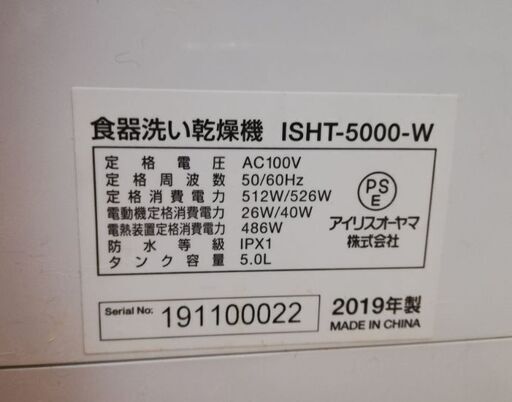 食器洗い乾燥機 ISHT-5000-W
定格電圧 AC100V
定格周波数 50/60Hz
定格消費電力 512W/526W
電動機定格消費電力 26W/40W
電熱装置定格消費電力 486W
防水等級 IPX1
タンク容量 5.0L
PS
E
アイリスオーヤマ
株式会社
Serial No: 191100022
2019年製
MADE IN CHINA